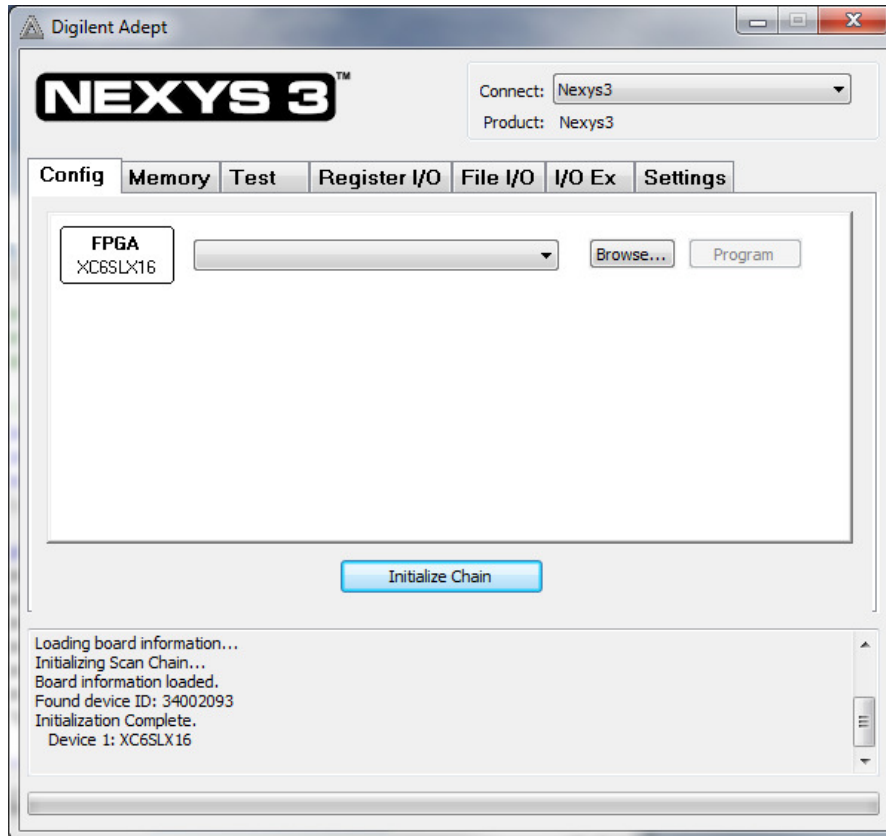 Digilent Adept
NEXYS 3™
Connect: Nexys3
Product: Nexys3
Config Memory Test Register I/O File I/O I/O Ex Settings
FPGA
XC6SLX16
Browse... Program
Initialize Chain
Loading board information...
Initializing Scan Chain...
Board information loaded.
Found device ID: 34002093
Initialization Complete.
Device 1: XC6SLX16